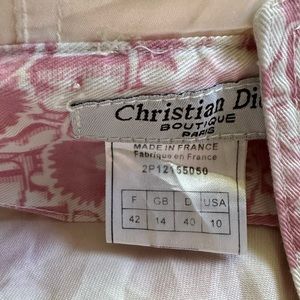 Christian Dio
BOUTIQUE
PARIS
MADE IN FRANCE
Fabriqué en France
2P12155050
F GB D USA
42 14 40 10